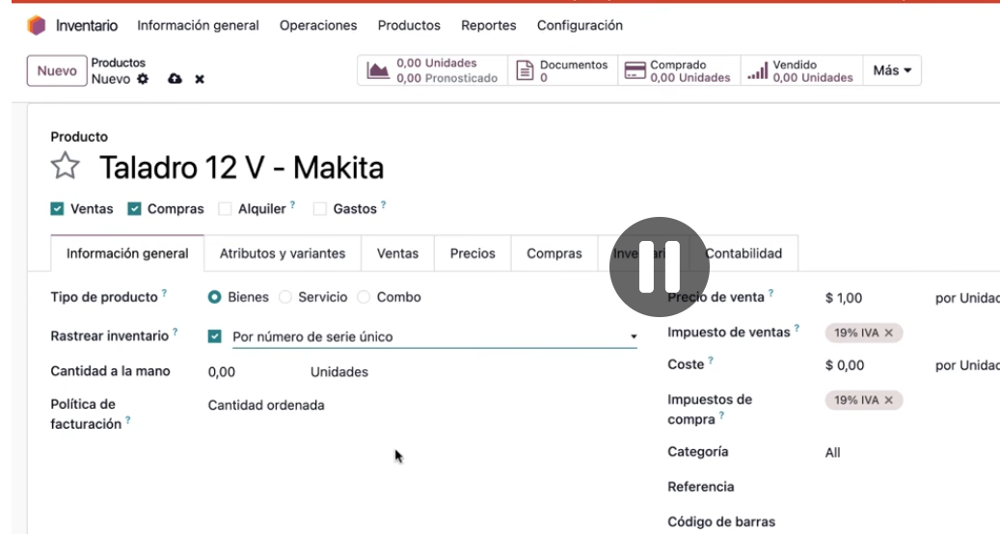 Inventario Información general Operaciones Productos Reportes Configuración
Nuevo
Productos
Nuevo
0,00 Unidades
0,00 Pronosticado
Documentos
0
Comprado
0,00 Unidades
Vendido
0,00 Unidades
Más
Producto
Taladro 12 V - Makita
Ventas Compras Alquiler ? Gastos ?
Información general Atributos y variantes Ventas Precios Compras Contabilidad
Tipo de producto ? Bienes Servicio Combo
Rastrear inventario ? Por número de serie único
Cantidad a la mano 0,00 Unidades
Política de
facturación ? Cantidad ordenada
Precio de venta ? $ 1,00 por Unidad
Impuesto de ventas ? 19% IVA ×
Coste ? $ 0,00 por Unidad
Impuestos de
compra ? 19% IVA ×
Categoría All
Referencia
Código de barras